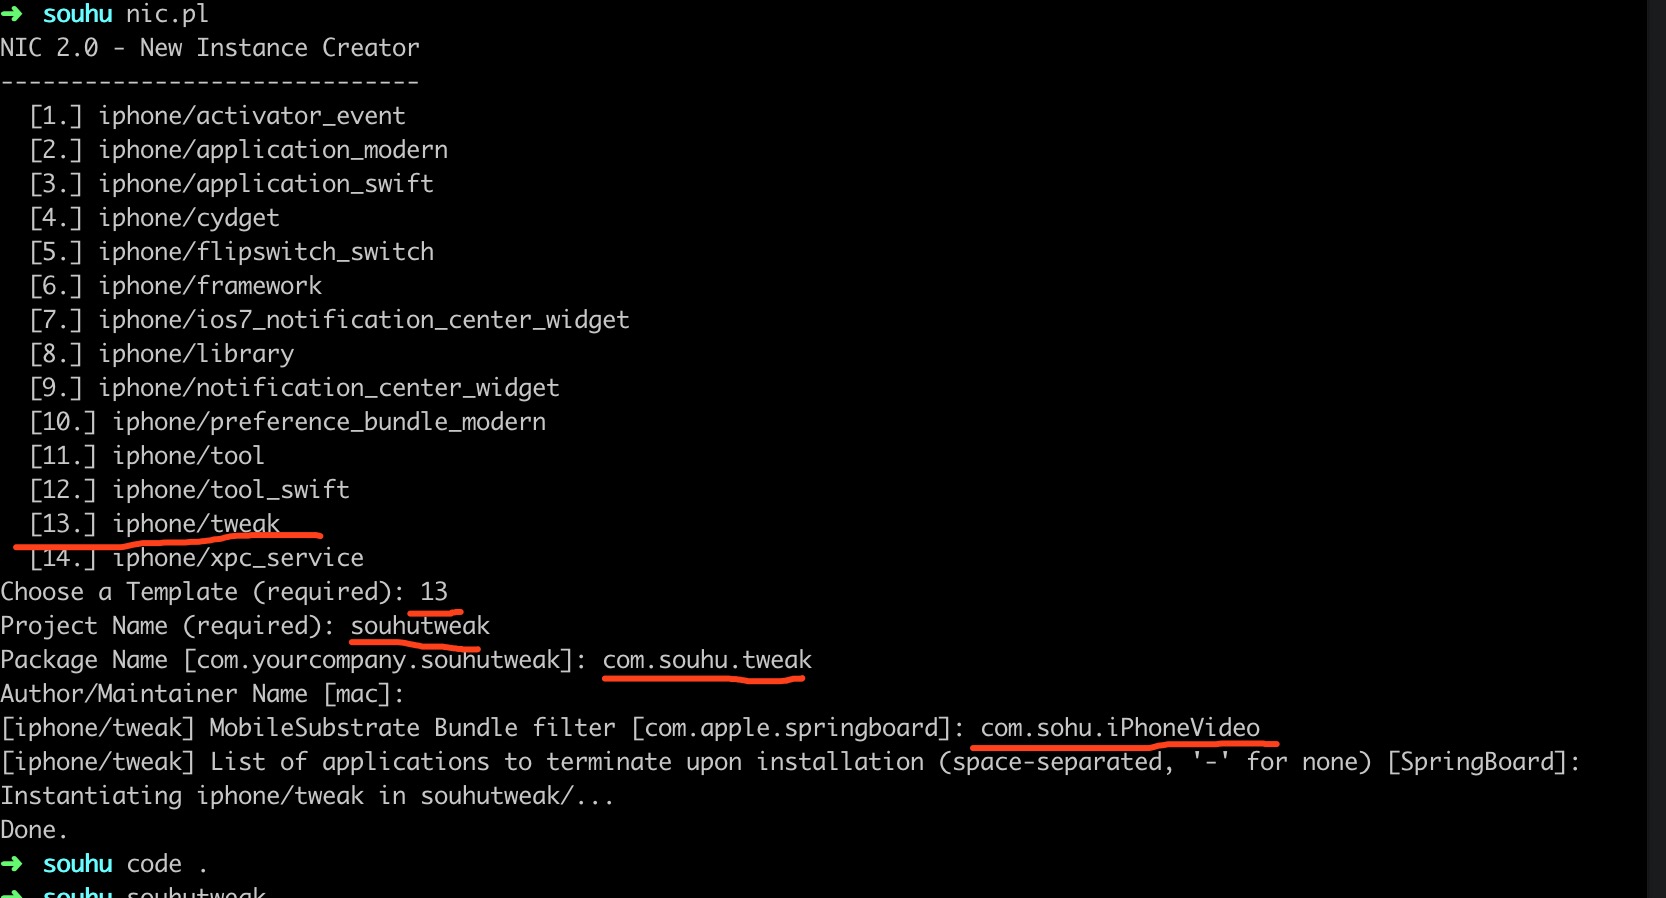 ➜ souhu nic.pl
NIC 2.0 - New Instance Creator
------------------------------
[1.] iphone/activator_event
[2.] iphone/application_modern
[3.] iphone/application_swift
[4.] iphone/cydget
[5.] iphone/flipswitch_switch
[6.] iphone/framework
[7.] iphone/ios7_notification_center_widget
[8.] iphone/library
[9.] iphone/notification_center_widget
[10.] iphone/preference_bundle_modern
[11.] iphone/tool
[12.] iphone/tool_swift
[13.] iphone/tweak
[14.] iphone/xpc_service
Choose a Template (required): 13
Project Name (required): souhutweak
Package Name [com.yourcompany.souhutweak]: com.souhu.tweak
Author/Maintainer Name [mac]:
[iphone/tweak] MobileSubstrate Bundle filter [com.apple.springboard]: com.sohu.iPhoneVideo
[iphone/tweak] List of applications to terminate upon installation (space-separated, '-' for none) [SpringBoard]:
Instantiating iphone/tweak in souhutweak/...
Done.
➜ souhu code .
➜ souhu souhutweak